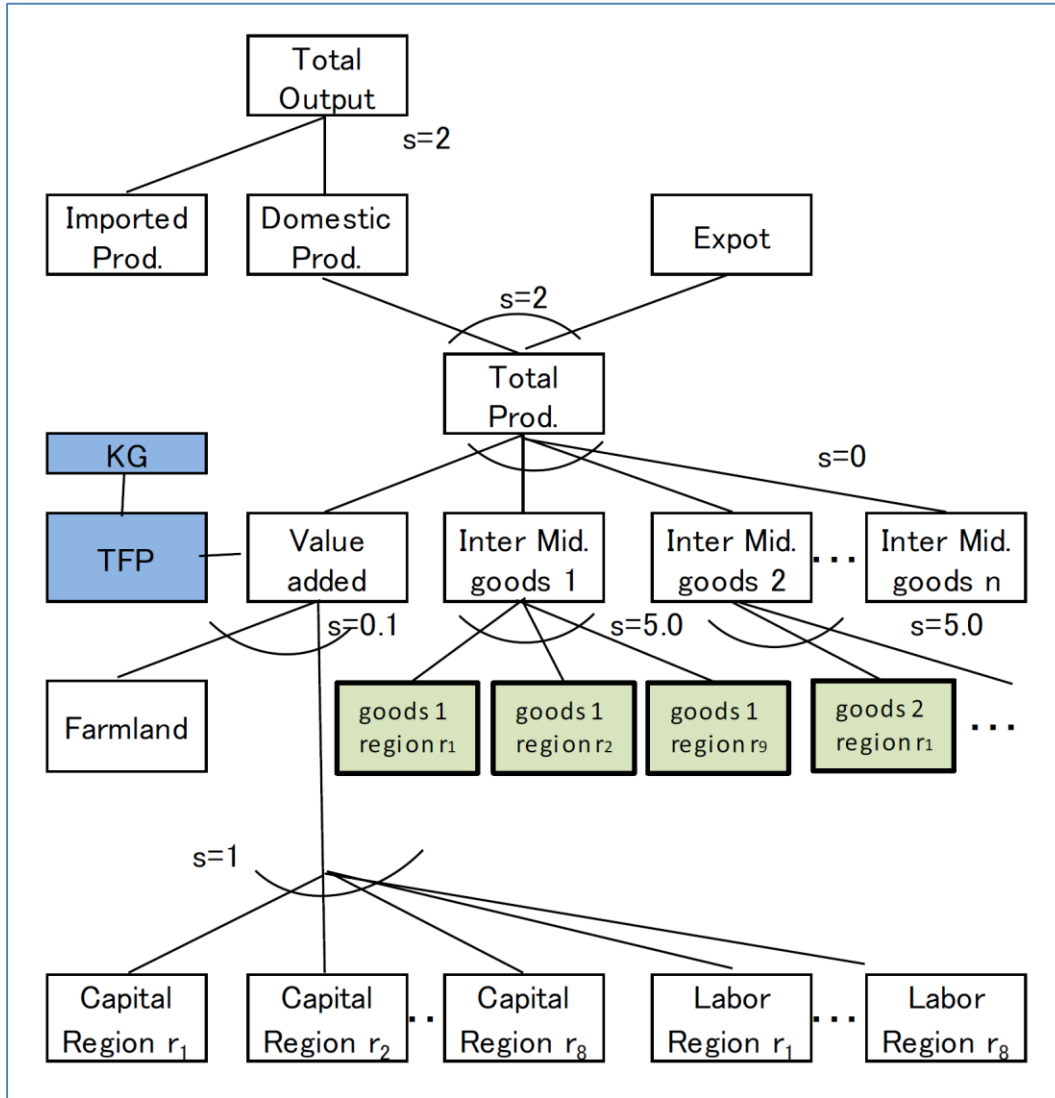 Total
Output
s=2
Imported
Prod.
Domestic
Prod.
Expot
s=2
Total
Prod.
KG
s=0
TFP
Value
added
Inter Mid.
goods 1
Inter Mid.
goods 2
...
Inter Mid.
goods n
s=0.1
s=5.0
s=5.0
Farmland
goods 1
region r₁
goods 1
region r₂
goods 1
region r₉
goods 2
region r₁
...
s=1
Capital
Region r₁
Capital
Region r₂
..
Capital
Region r₈
Labor
Region r₁
...
Labor
Region r₈